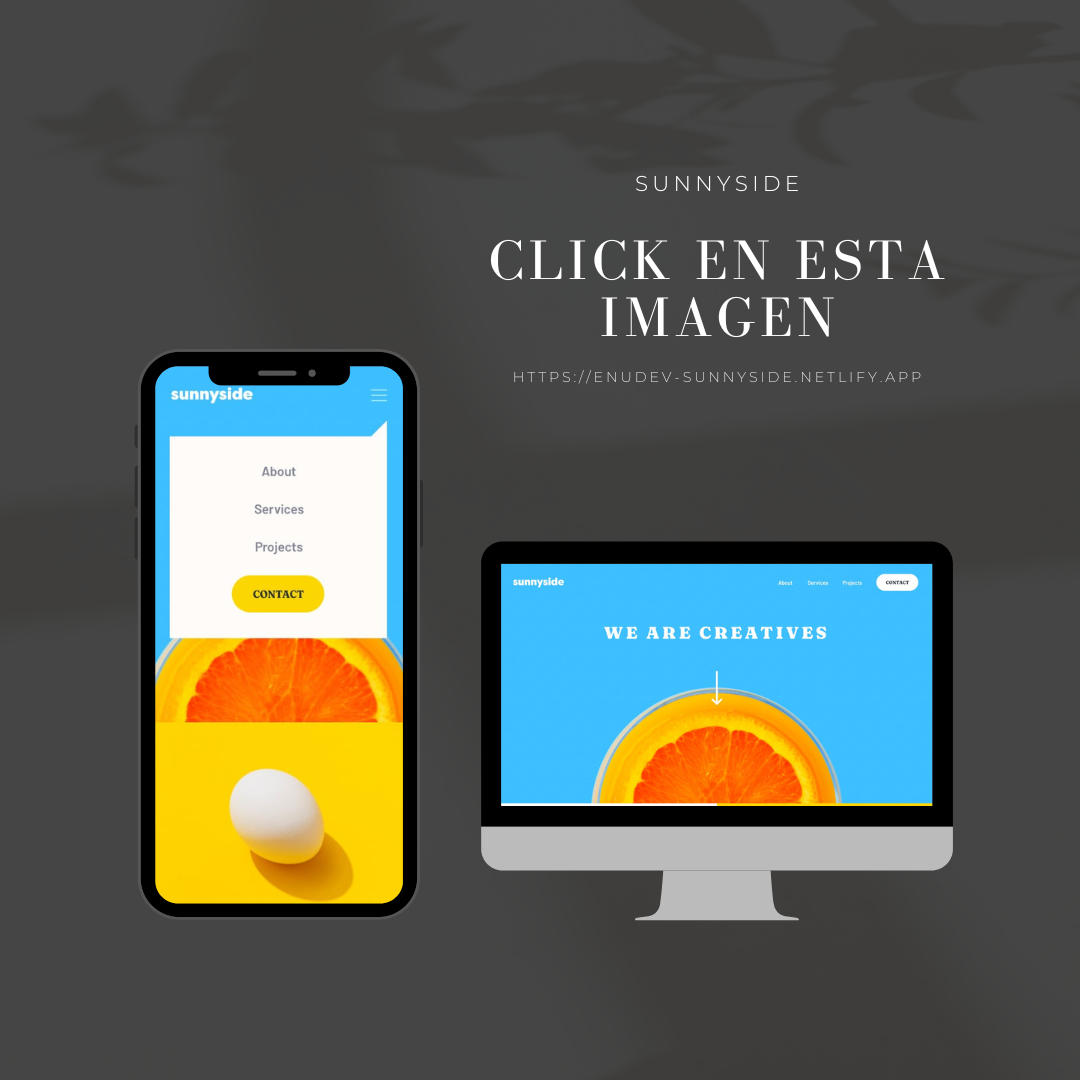 SUNNYSIDE
CLICK EN ESTA
IMAGEN
HTTPS://ENUDEV-SUNNYSIDE.NETLIFY.APP
sunnyside
About
Services
Projects
CONTACT
sunnyside
About Services Projects CONTACT
WE ARE CREATIVES